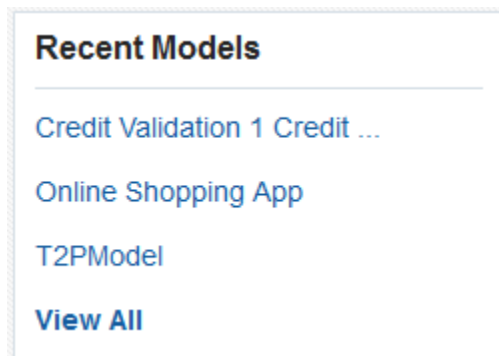 Recent Models
Credit Validation 1 Credit ...
Online Shopping App
T2PModel
View All